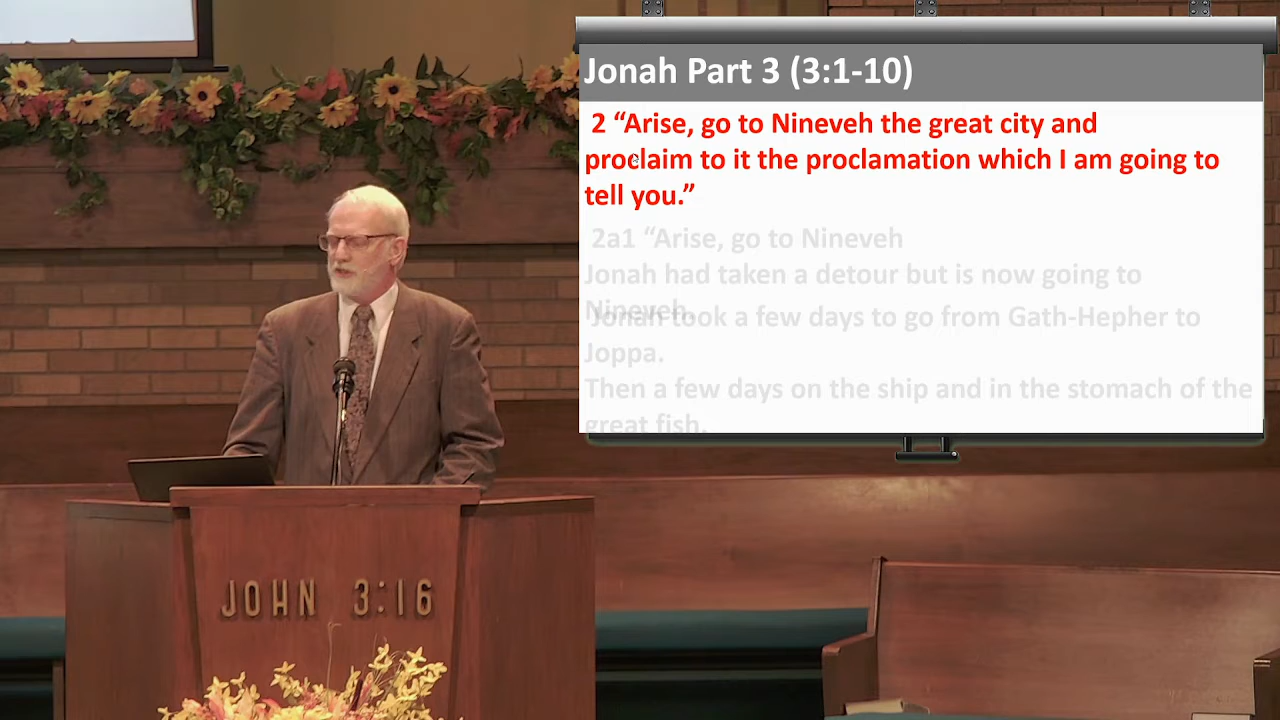 Jonah Part 3 (3:1-10)
2 “Arise, go to Nineveh the great city and
proclaim to it the proclamation which I am going to
tell you.”
2a1 “Arise, go to Nineveh
Jonah had taken a detour but is now going to
Nineveh.
Jonah took a few days to go from Gath-Hepher to
Joppa.
Then a few days on the ship and in the stomach of the
great fish.
JOHN 3:16